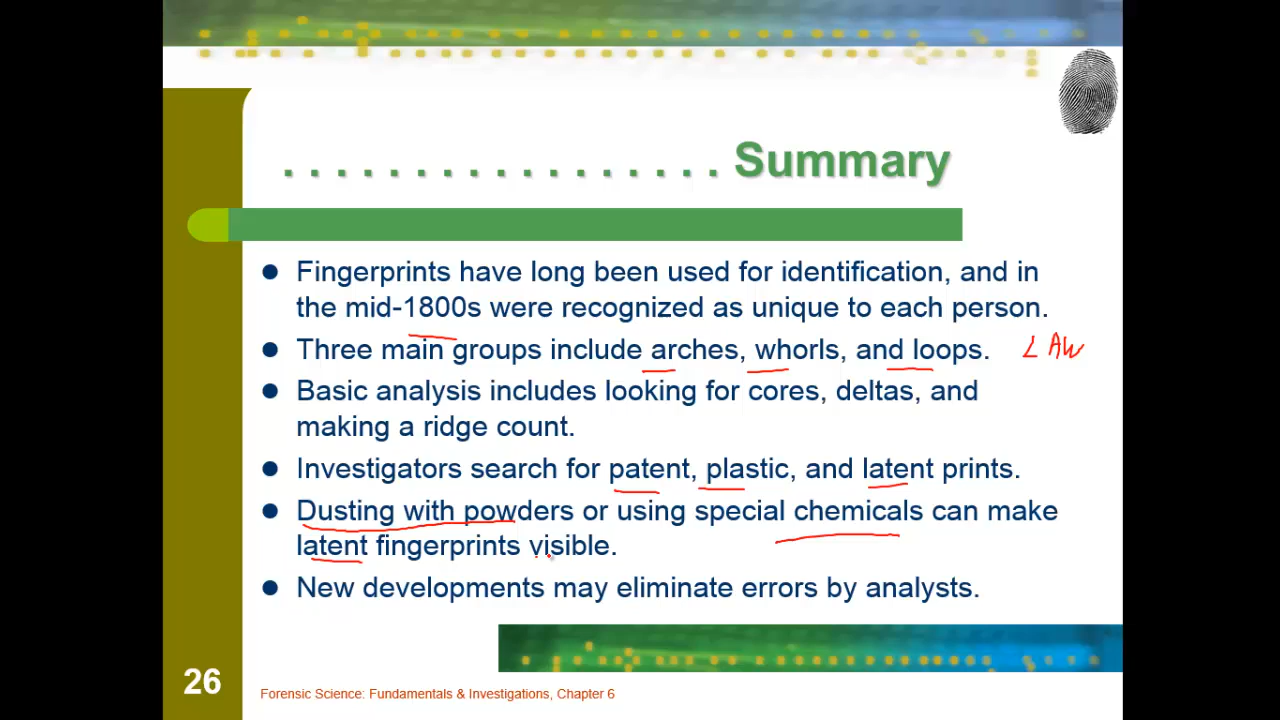 . . . . . . . . . . . . . . . . . Summary
● Fingerprints have long been used for identification, and in
the mid-1800s were recognized as unique to each person.
● Three main groups include arches, whorls, and loops. LAW
● Basic analysis includes looking for cores, deltas, and
making a ridge count.
● Investigators search for patent, plastic, and latent prints.
● Dusting with powders or using special chemicals can make
latent fingerprints visible.
● New developments may eliminate errors by analysts.
26
Forensic Science: Fundamentals & Investigations, Chapter 6